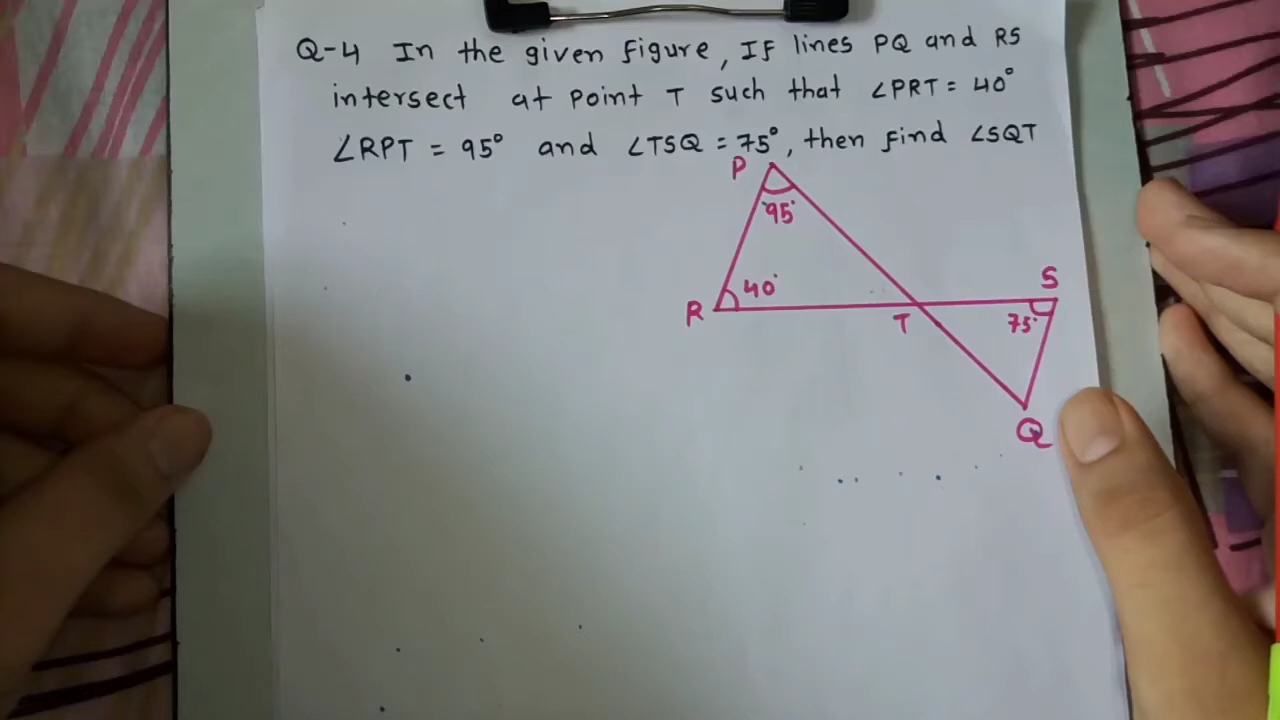 Q-4 In the given figure, If lines PQ and RS
intersect at point T such that ∠PRT = 40°
∠RPT = 95° and ∠TSQ = 75°, then find ∠SQT
P
95°
R
40°
T
S
75°
Q